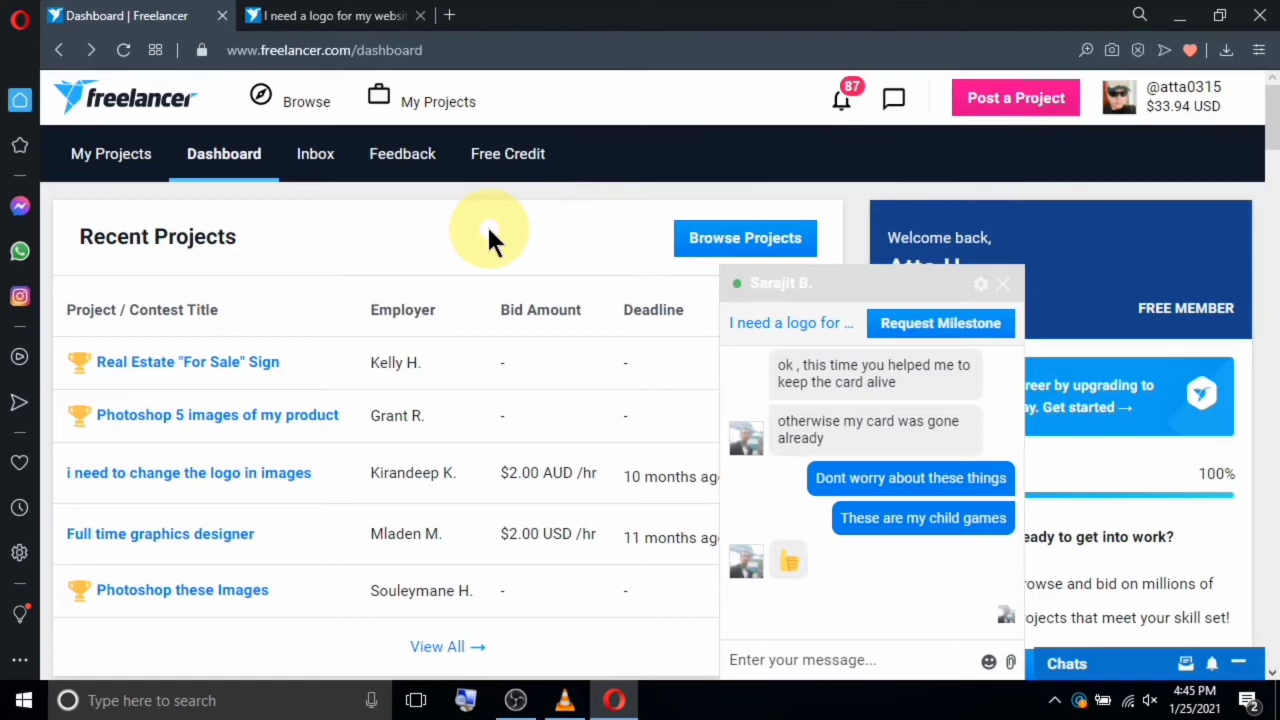 Dashboard | Freelancer
I need a logo for my websi
www.freelancer.com/dashboard
freelancer
Browse
My Projects
87
Post a Project
@atta0315
$33.94 USD
My Projects
Dashboard
Inbox
Feedback
Free Credit
Recent Projects
Browse Projects
Project / Contest Title
Employer
Bid Amount
Deadline
Real Estate "For Sale" Sign
Kelly H.
-
-
Photoshop 5 images of my product
Grant R.
-
-
i need to change the logo in images
Kirandeep K.
$2.00 AUD /hr
10 months ag
Full time graphics designer
Mladen M.
$2.00 USD /hr
11 months ag
Photoshop these Images
Souleymane H.
-
-
View All →
Welcome back,
FREE MEMBER
reer by upgrading to
ay. Get started →
100%
eady to get into work?
rowse and bid on millions of
ojects that meet your skill set!
Sarajit B.
I need a logo for ...
Request Milestone
ok , this time you helped me to
keep the card alive
otherwise my card was gone
already
Dont worry about these things
These are my child games
Enter your message...
Chats
Type here to search
4:45 PM
1/25/2021
2